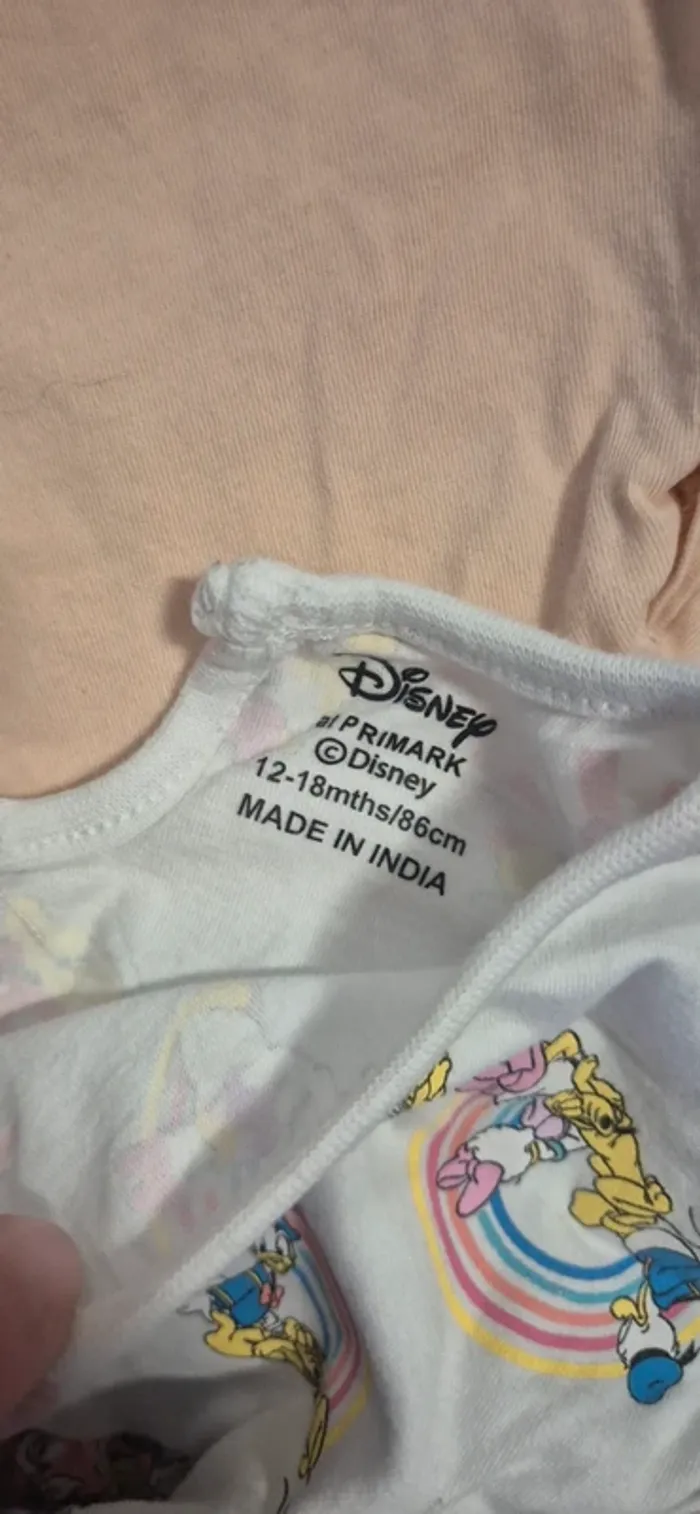 Disney
at PRIMARK
©Disney
12-18mths/86cm
MADE IN INDIA